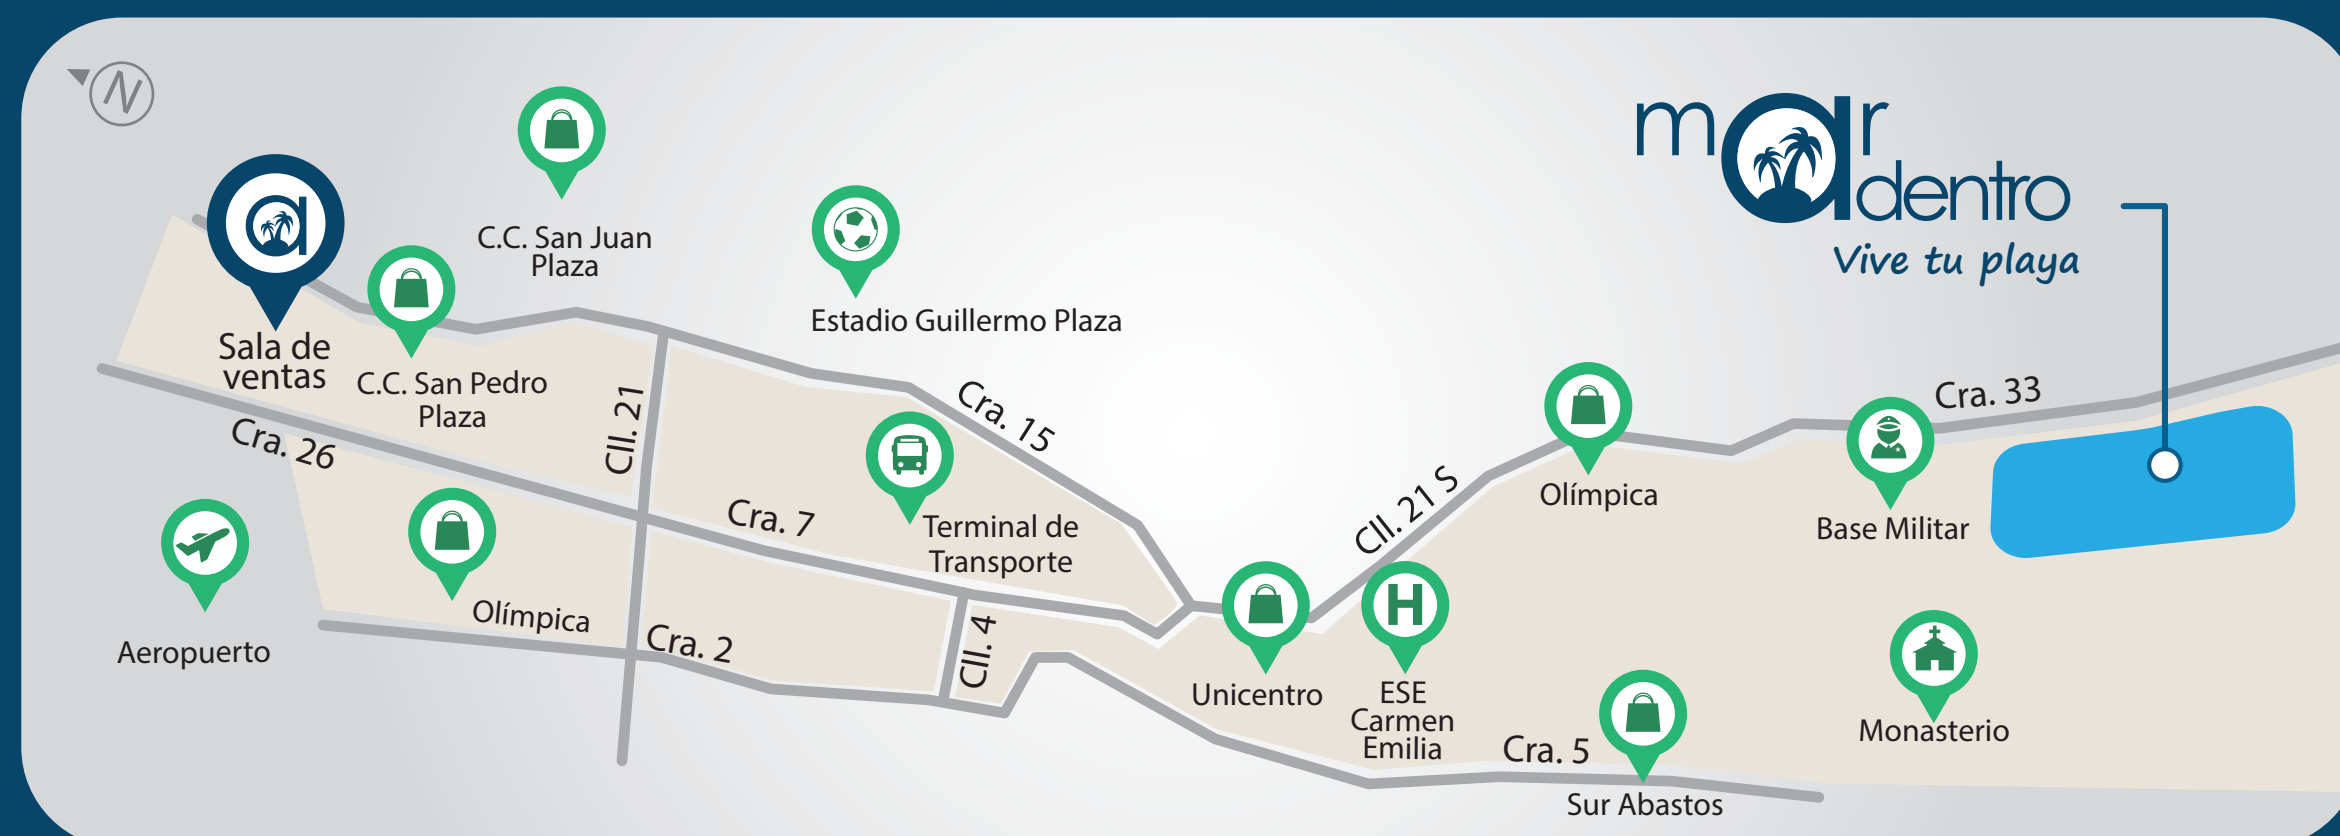 N
mar
adentro
Vive tu playa
C.C. San Juan
Plaza
Estadio Guillermo Plaza
Sala de
ventas
C.C. San Pedro
Plaza
Cra. 26
Cll. 21
Cra. 15
Cra. 33
Cra. 7
Terminal de
Transporte
Cll. 21 S
Olímpica
Base Militar
Aeropuerto
Olímpica
Cra. 2
Cll. 4
Unicentro
H
ESE
Carmen
Emilia
Cra. 5
Sur Abastos
Monasterio
a